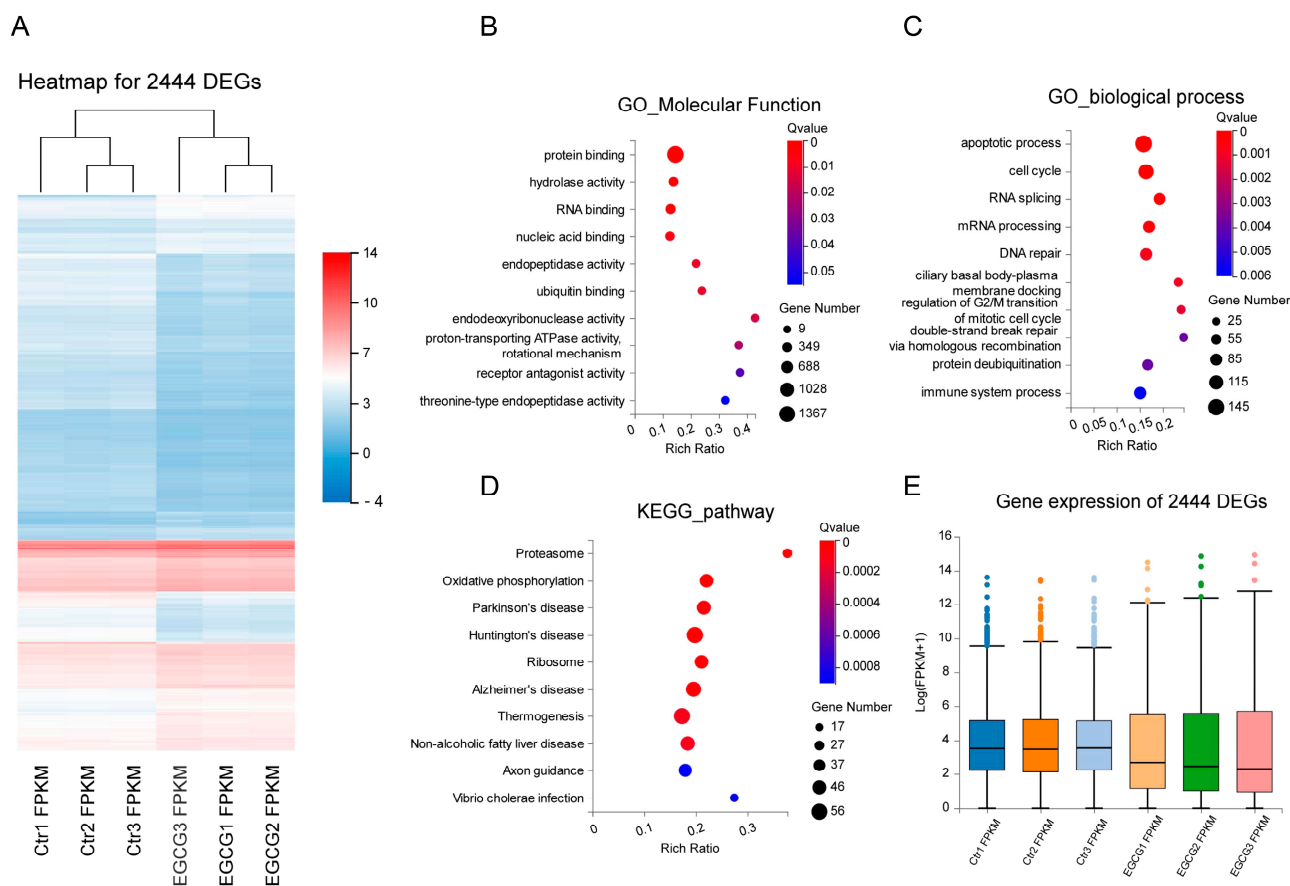 A
Heatmap for 2444 DEGs
14
10
7
3
0
- 4
Ctr1 FPKM
Ctr2 FPKM
Ctr3 FPKM
EGCG3 FPKM
EGCG1 FPKM
EGCG2 FPKM
B
GO_Molecular Function
protein binding
hydrolase activity
RNA binding
nucleic acid binding
endopeptidase activity
ubiquitin binding
endodeoxyribonuclease activity
proton-transporting ATPase activity,
rotational mechanism
receptor antagonist activity
threonine-type endopeptidase activity
0
0.1
0.2
0.3
0.4
Rich Ratio
Qvalue
0
0.01
0.02
0.03
0.04
0.05
Gene Number
9
349
688
1028
1367
C
GO_biological process
apoptotic process
cell cycle
RNA splicing
mRNA processing
DNA repair
ciliary basal body-plasma
membrane docking
regulation of G2/M transition
of mitotic cell cycle
double-strand break repair
via homologous recombination
protein deubiquitination
immune system process
0
0.05
0.1
0.15
0.2
Rich Ratio
Qvalue
0
0.001
0.002
0.003
0.004
0.005
0.006
Gene Number
25
55
85
115
145
D
KEGG_pathway
Proteasome
Oxidative phosphorylation
Parkinson's disease
Huntington's disease
Ribosome
Alzheimer's disease
Thermogenesis
Non-alcoholic fatty liver disease
Axon guidance
Vibrio cholerae infection
0
0.1
0.2
0.3
Rich Ratio
Qvalue
0
0.0002
0.0004
0.0006
0.0008
Gene Number
17
27
37
46
56
E
Gene expression of 2444 DEGs
Log(FPKM+1)
16
14
12
10
8
6
4
2
0
Ctr1 FPKM
Ctr2 FPKM
Ctr3 FPKM
EGCG1 FPKM
EGCG2 FPKM
EGCG3 FPKM